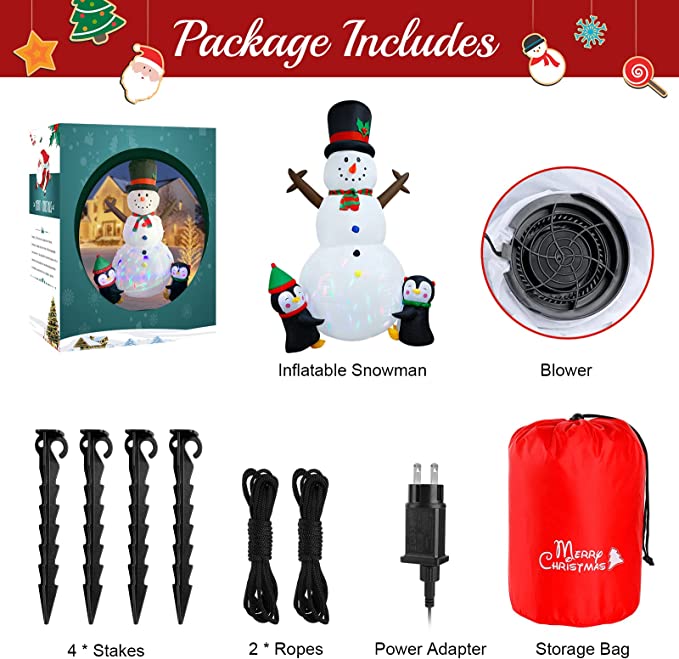 Package Includes
Inflatable Snowman
Blower
MERRY
CHRISTMAS
4 * Stakes
2 * Ropes
Power Adapter
Storage Bag